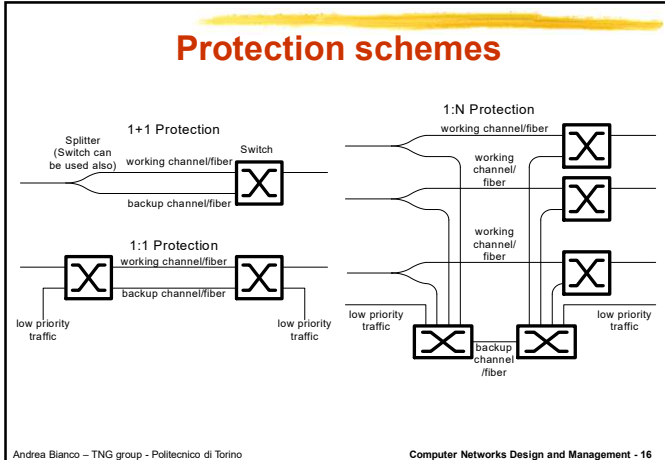 Protection schemes
1+1 Protection
Splitter
(Switch can
be used also)
working channel/fiber
Switch
backup channel/fiber
1:1 Protection
working channel/fiber
backup channel/fiber
low priority
traffic
low priority
traffic
1:N Protection
working channel/fiber
working
channel/
fiber
working
channel/
fiber
low priority
traffic
low priority
traffic
backup
channel
/fiber
Andrea Bianco – TNG group - Politecnico di Torino
Computer Networks Design and Management - 16